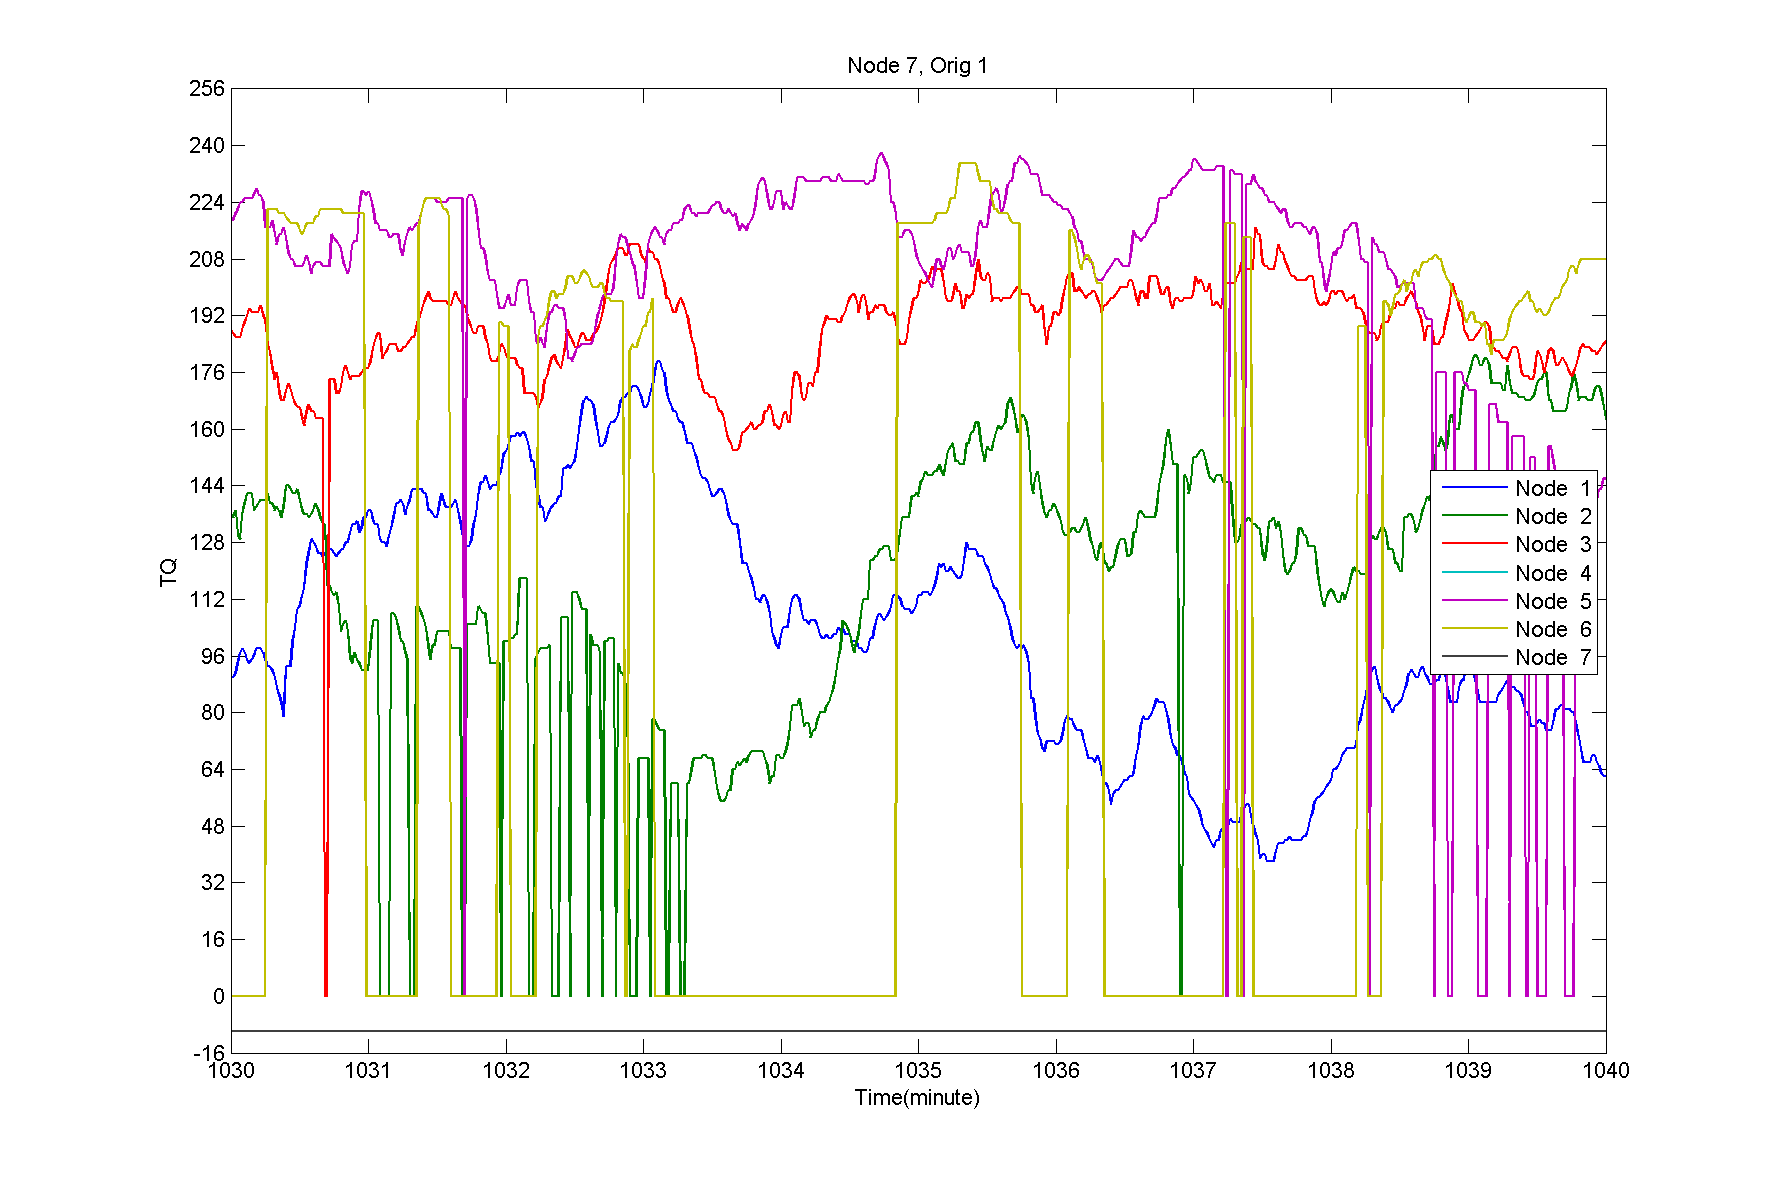 Node 7, Orig 1
256
240
224
208
192
176
160
144
128
112
96
80
64
48
32
16
0
-16
TQ
Node 1
Node 2
Node 3
Node 4
Node 5
Node 6
Node 7
1030 1031 1032 1033 1034 1035 1036 1037 1038 1039 1040
Time(minute)